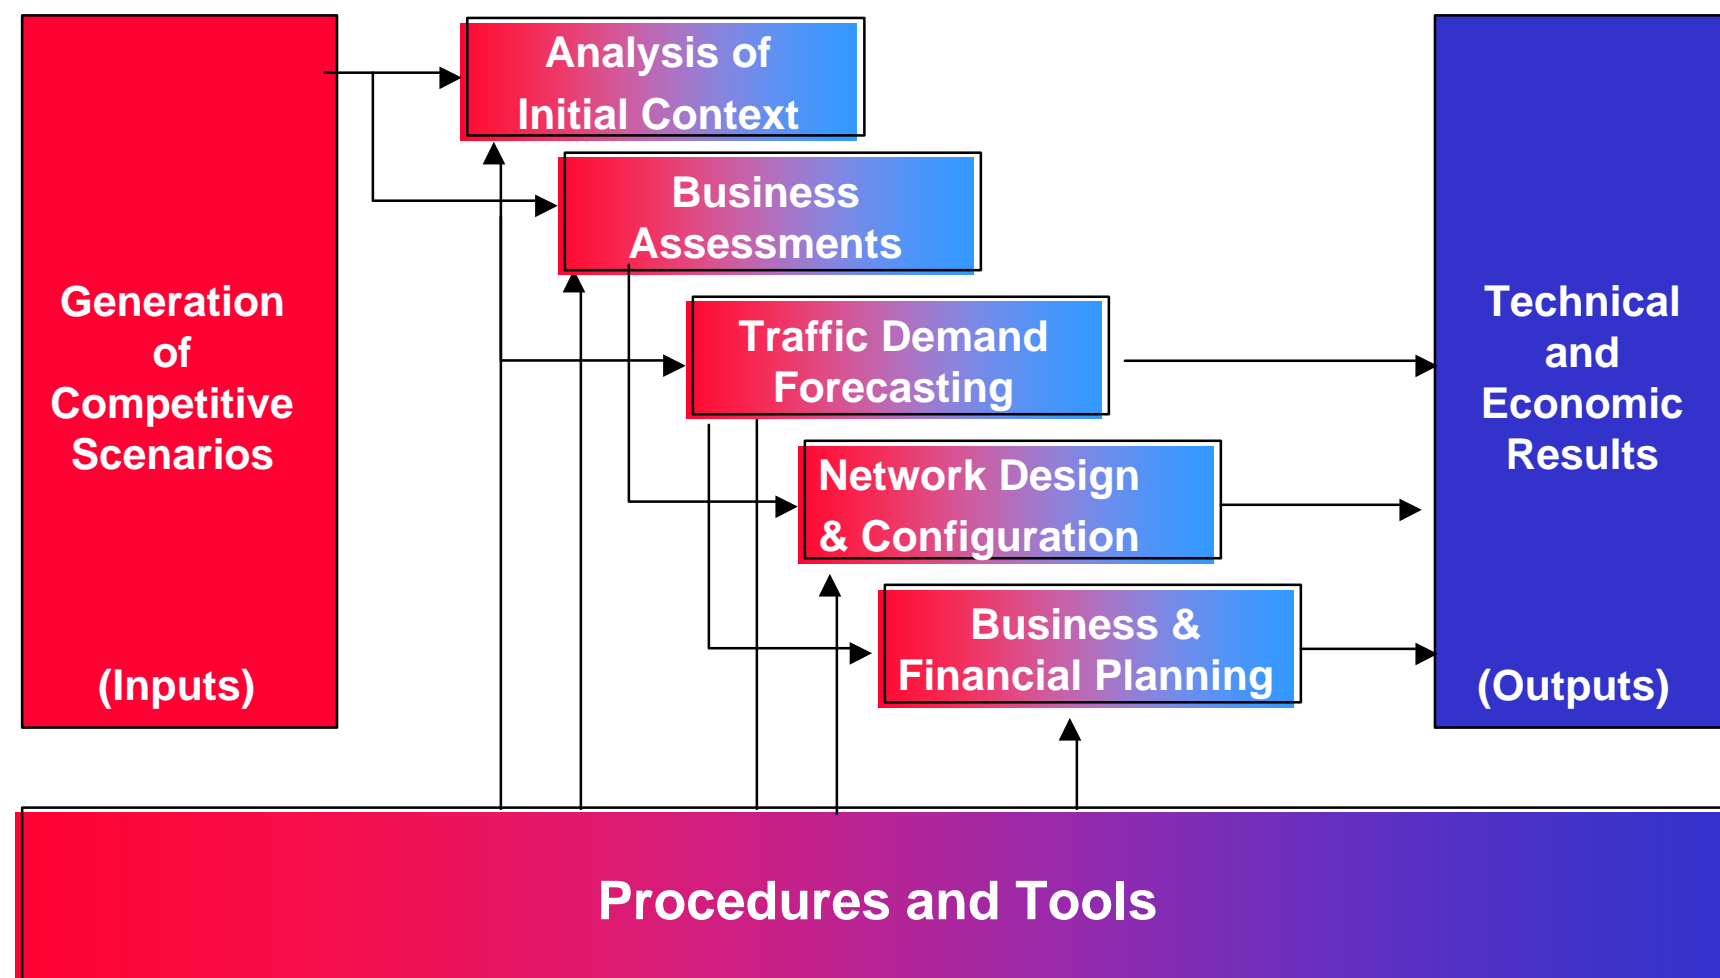 Generation
of
Competitive
Scenarios
(Inputs)
Analysis of
Initial Context
Business
Assessments
Traffic Demand
Forecasting
Network Design
& Configuration
Business &
Financial Planning
Technical
and
Economic
Results
(Outputs)
Procedures and Tools